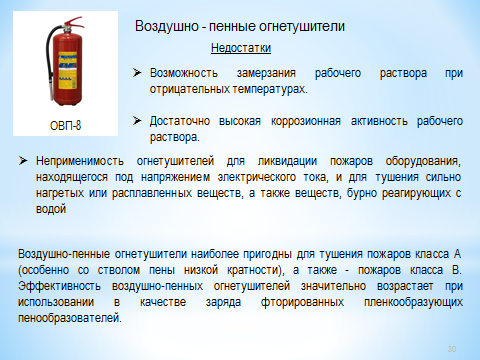 Воздушно - пенные огнетушители
Недостатки
➢ Возможность замерзания рабочего раствора при
отрицательных температурах.
➢ Достаточно высокая коррозионная активность рабочего
раствора.
ОВП-8
➢ Неприменимость огнетушителей для ликвидации пожаров оборудования,
находящегося под напряжением электрического тока, и для тушения сильно
нагретых или расплавленных веществ, а также веществ, бурно реагирующих с
водой
Воздушно-пенные огнетушители наиболее пригодны для тушения пожаров класса А
(особенно со стволом пены низкой кратности), а также - пожаров класса В.
Эффективность воздушно-пенных огнетушителей значительно возрастает при
использовании в качестве заряда фторированных пленкообразующих
пенообразователей.
30